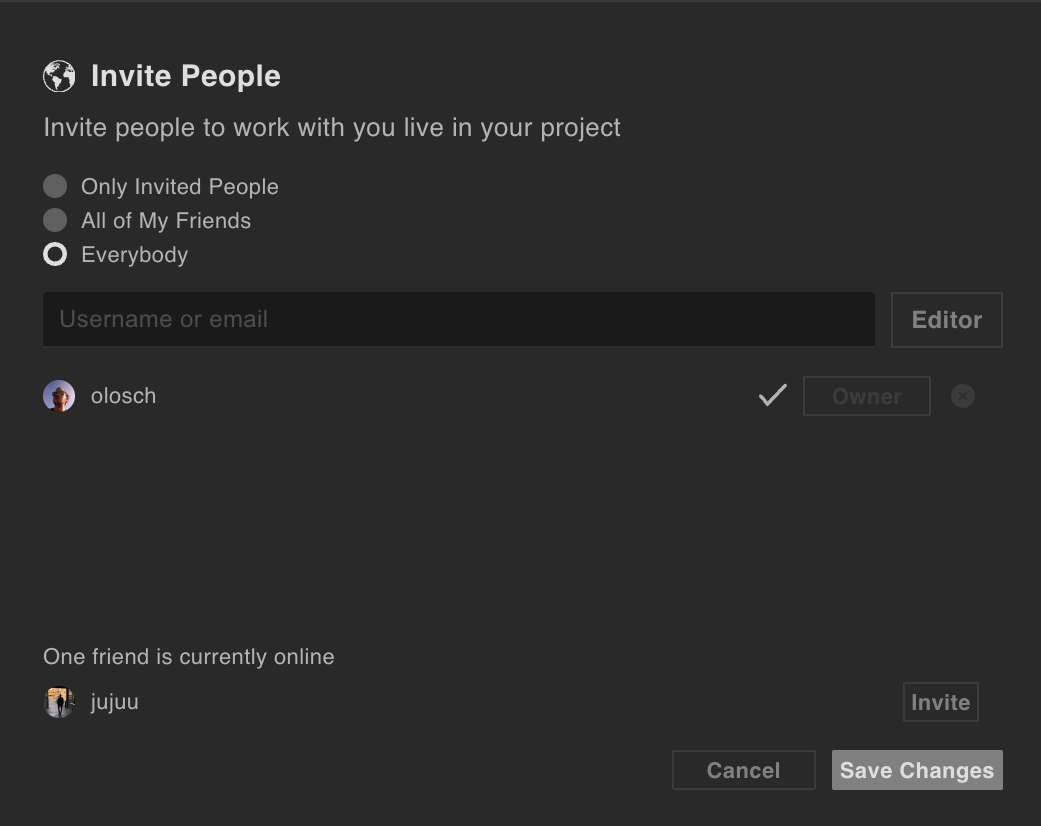 Invite People
Invite people to work with you live in your project
Only Invited People
All of My Friends
Everybody
Username or email
Editor
olosch
Owner
One friend is currently online
jujuu
Invite
Cancel
Save Changes